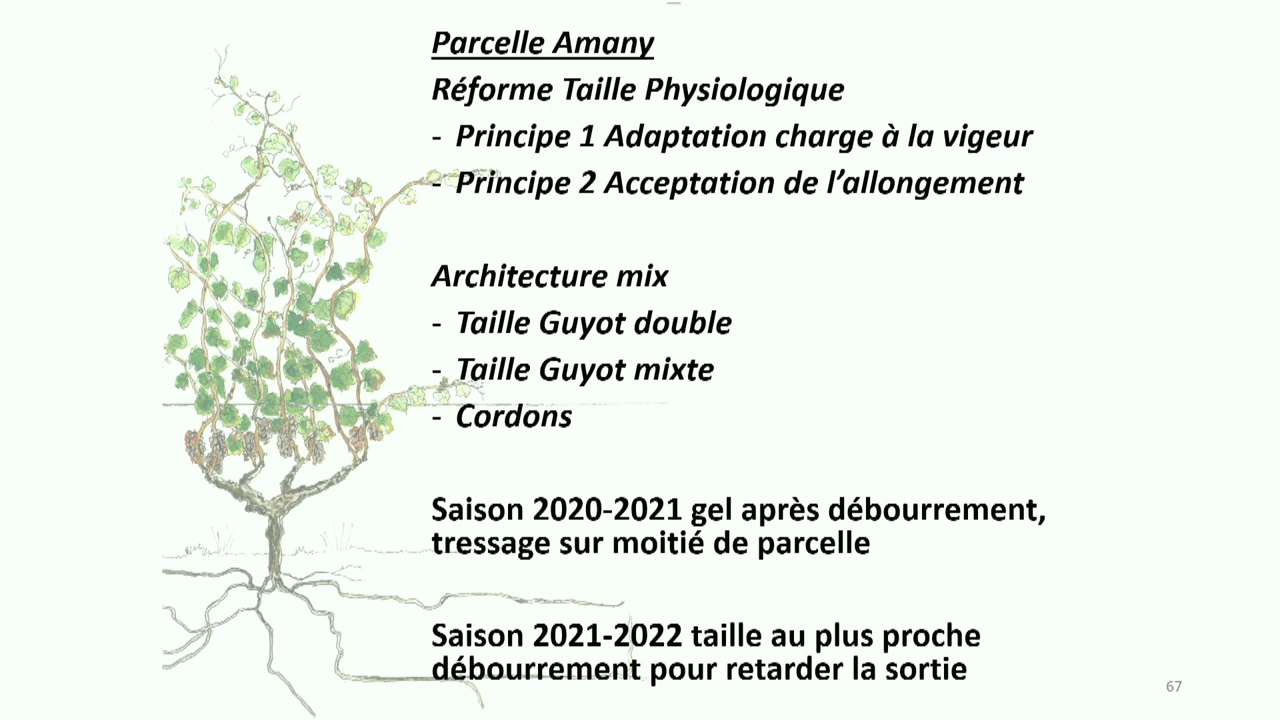 Parcelle Amany
Réforme Taille Physiologique
- Principe 1 Adaptation charge à la vigeur
- Principe 2 Acceptation de l’allongement
Architecture mix
- Taille Guyot double
- Taille Guyot mixte
- Cordons
Saison 2020-2021 gel après débourrement,
tressage sur moitié de parcelle
Saison 2021-2022 taille au plus proche
débourrement pour retarder la sortie
67